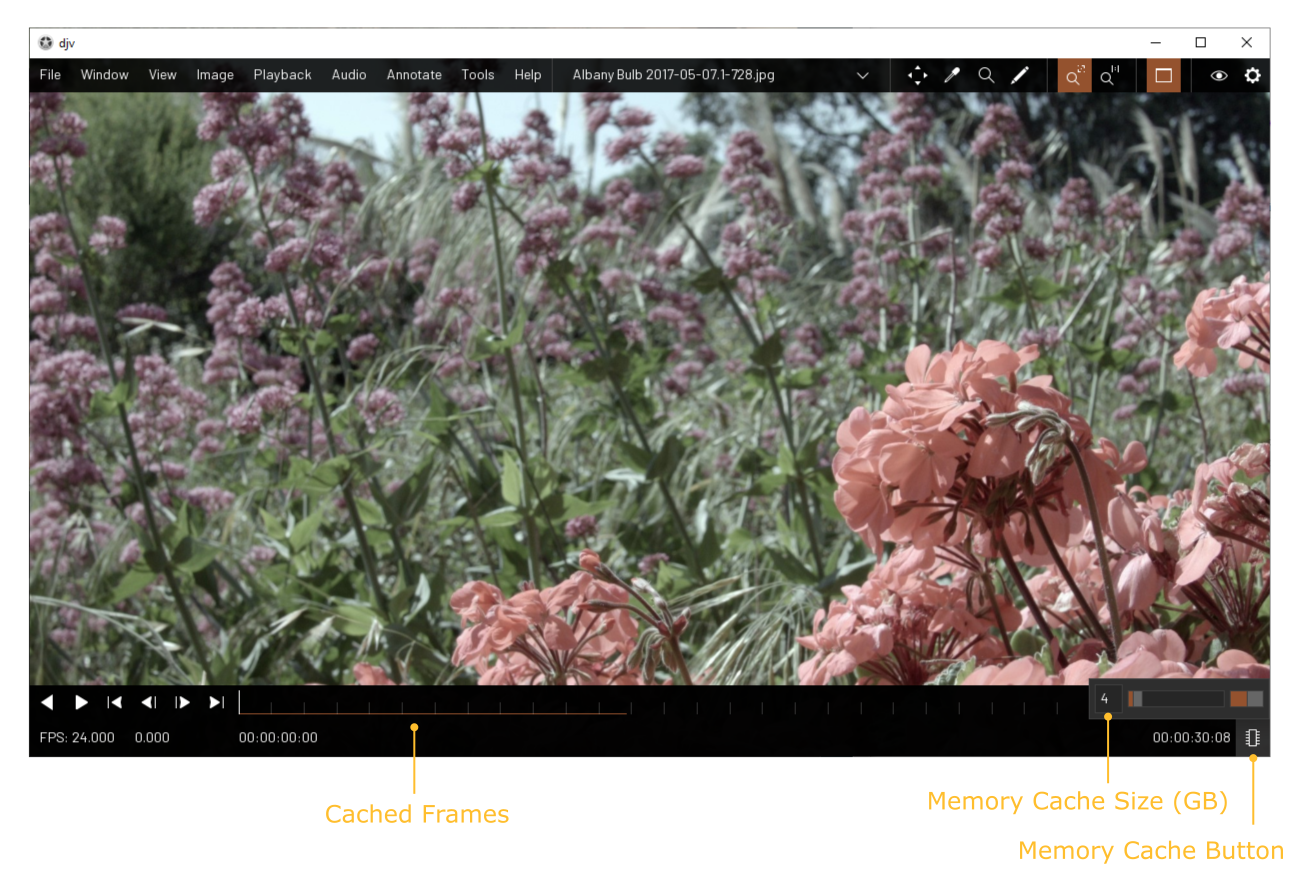 djv
File Window View Image Playback Audio Annotate Tools Help Albany Bulb 2017-05-07.1-728.jpg
4
FPS: 24.000 0.000 00:00:00:00 00:00:30:08
Cached Frames
Memory Cache Size (GB)
Memory Cache Button